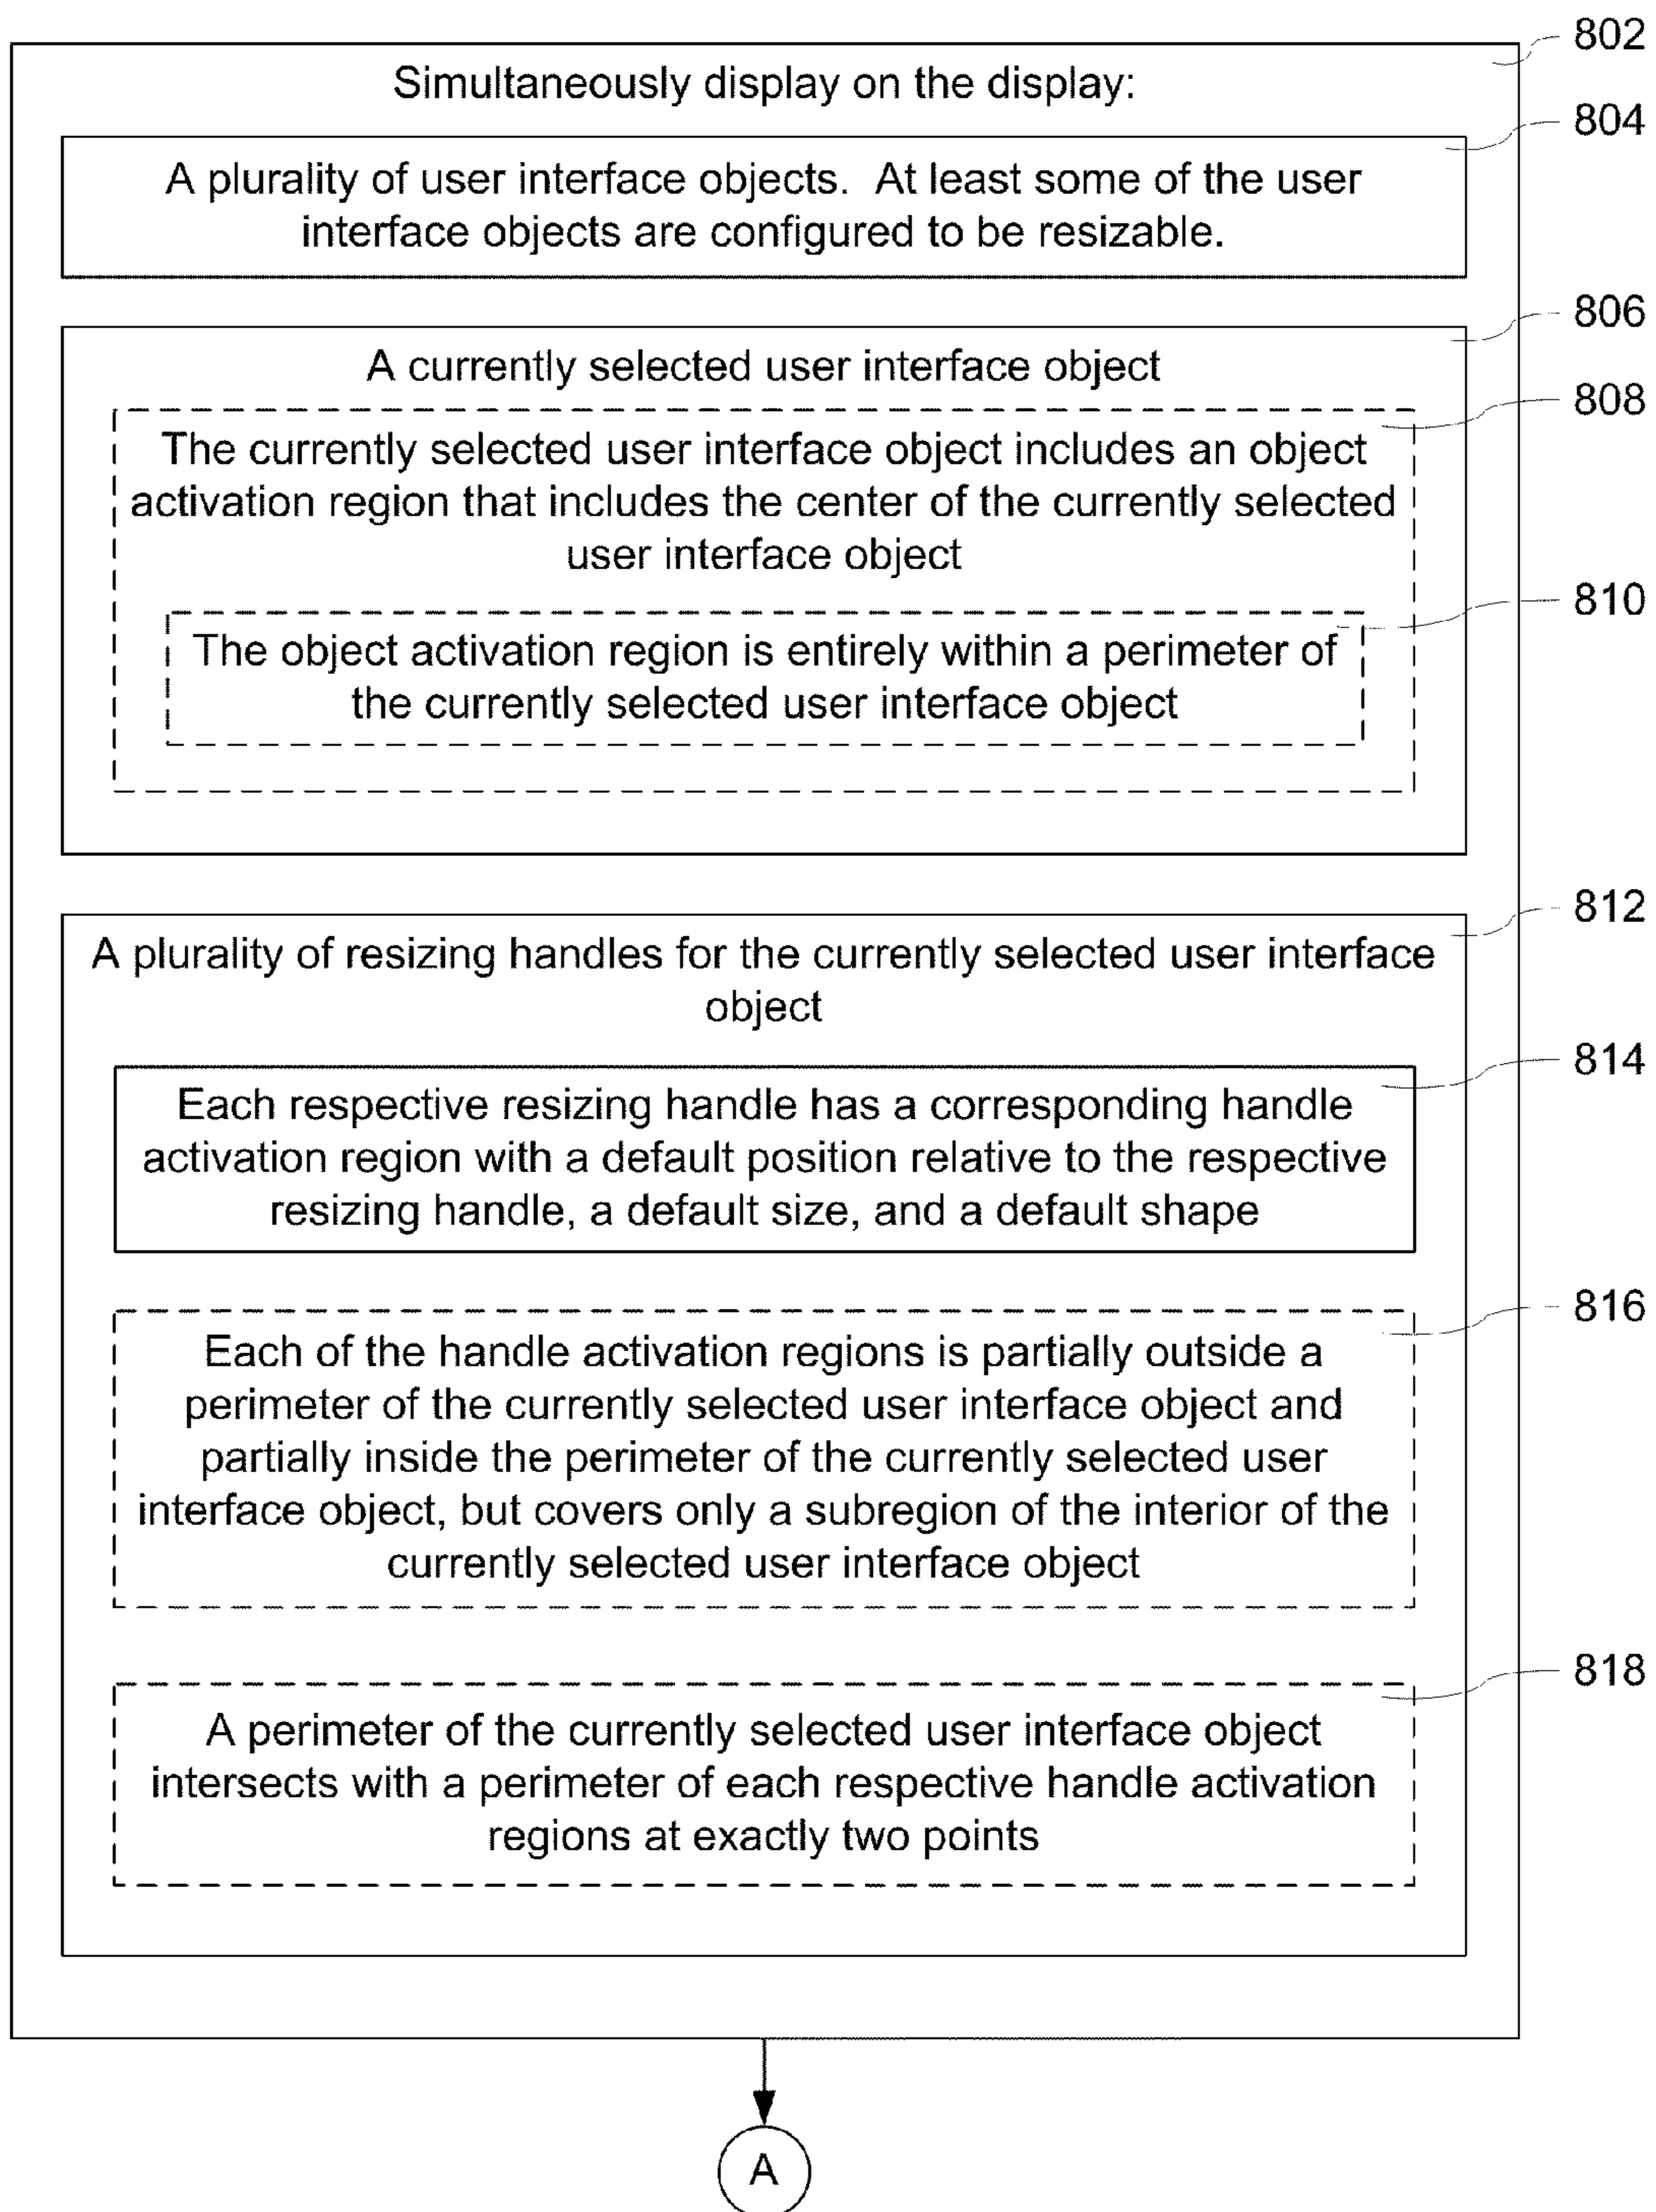 802
Simultaneously display on the display:
804
A plurality of user interface objects.  At least some of the user
interface objects are configured to be resizable.
806
A currently selected user interface object
808
The currently selected user interface object includes an object
activation region that includes the center of the currently selected
user interface object
810
The object activation region is entirely within a perimeter of
the currently selected user interface object
812
A plurality of resizing handles for the currently selected user interface
object
814
Each respective resizing handle has a corresponding handle
activation region with a default position relative to the respective
resizing handle, a default size, and a default shape
816
Each of the handle activation regions is partially outside a
perimeter of the currently selected user interface object and
partially inside the perimeter of the currently selected user
interface object, but covers only a subregion of the interior of the
currently selected user interface object
818
A perimeter of the currently selected user interface object
intersects with a perimeter of each respective handle activation
regions at exactly two points
A